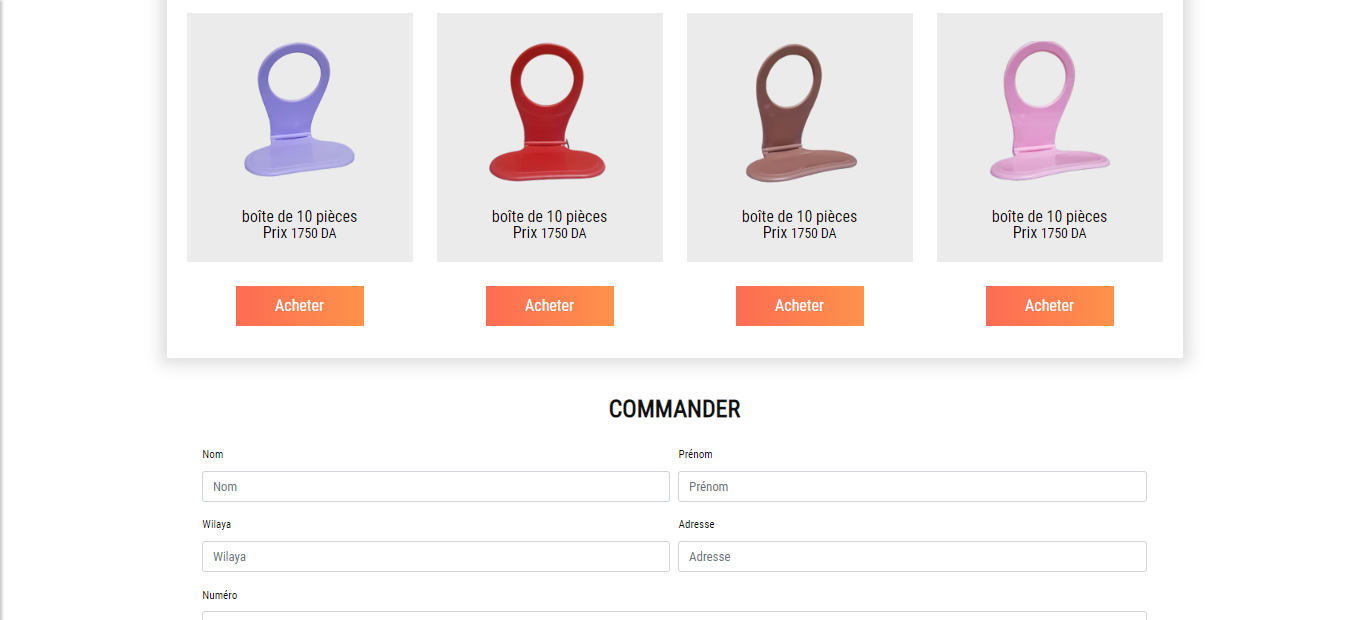 boîte de 10 pièces
Prix 1750 DA
boîte de 10 pièces
Prix 1750 DA
boîte de 10 pièces
Prix 1750 DA
boîte de 10 pièces
Prix 1750 DA
Acheter
Acheter
Acheter
Acheter
COMMANDER
Nom
Prénom
Nom
Prénom
Wilaya
Adresse
Wilaya
Adresse
Numéro